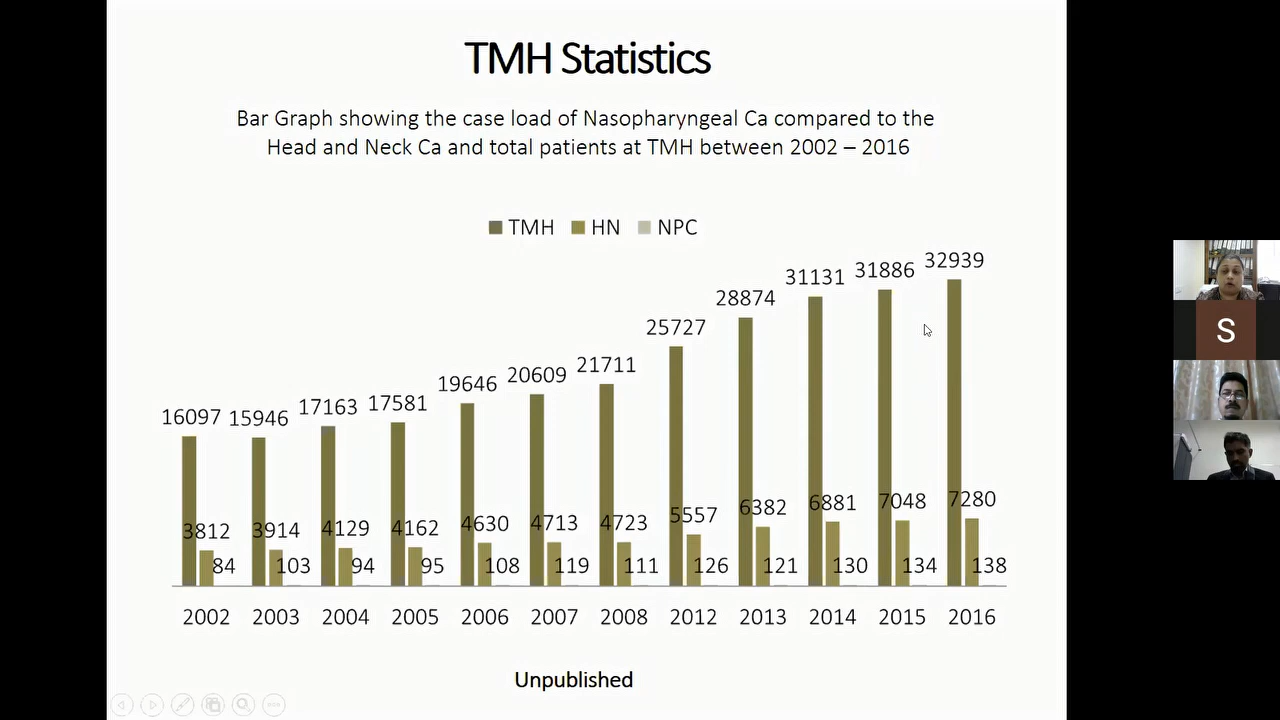 TMH Statistics
Bar Graph showing the case load of Nasopharyngeal Ca compared to the
Head and Neck Ca and total patients at TMH between 2002 – 2016
TMH HN NPC
16097 15946 17163 17581 19646 20609 21711 25727 28874 31131 31886 32939
3812 3914 4129 4162 4630 4713 4723 5557 6382 6881 7048 7280
84 103 94 95 108 119 111 126 121 130 134 138
2002 2003 2004 2005 2006 2007 2008 2012 2013 2014 2015 2016
Unpublished
S